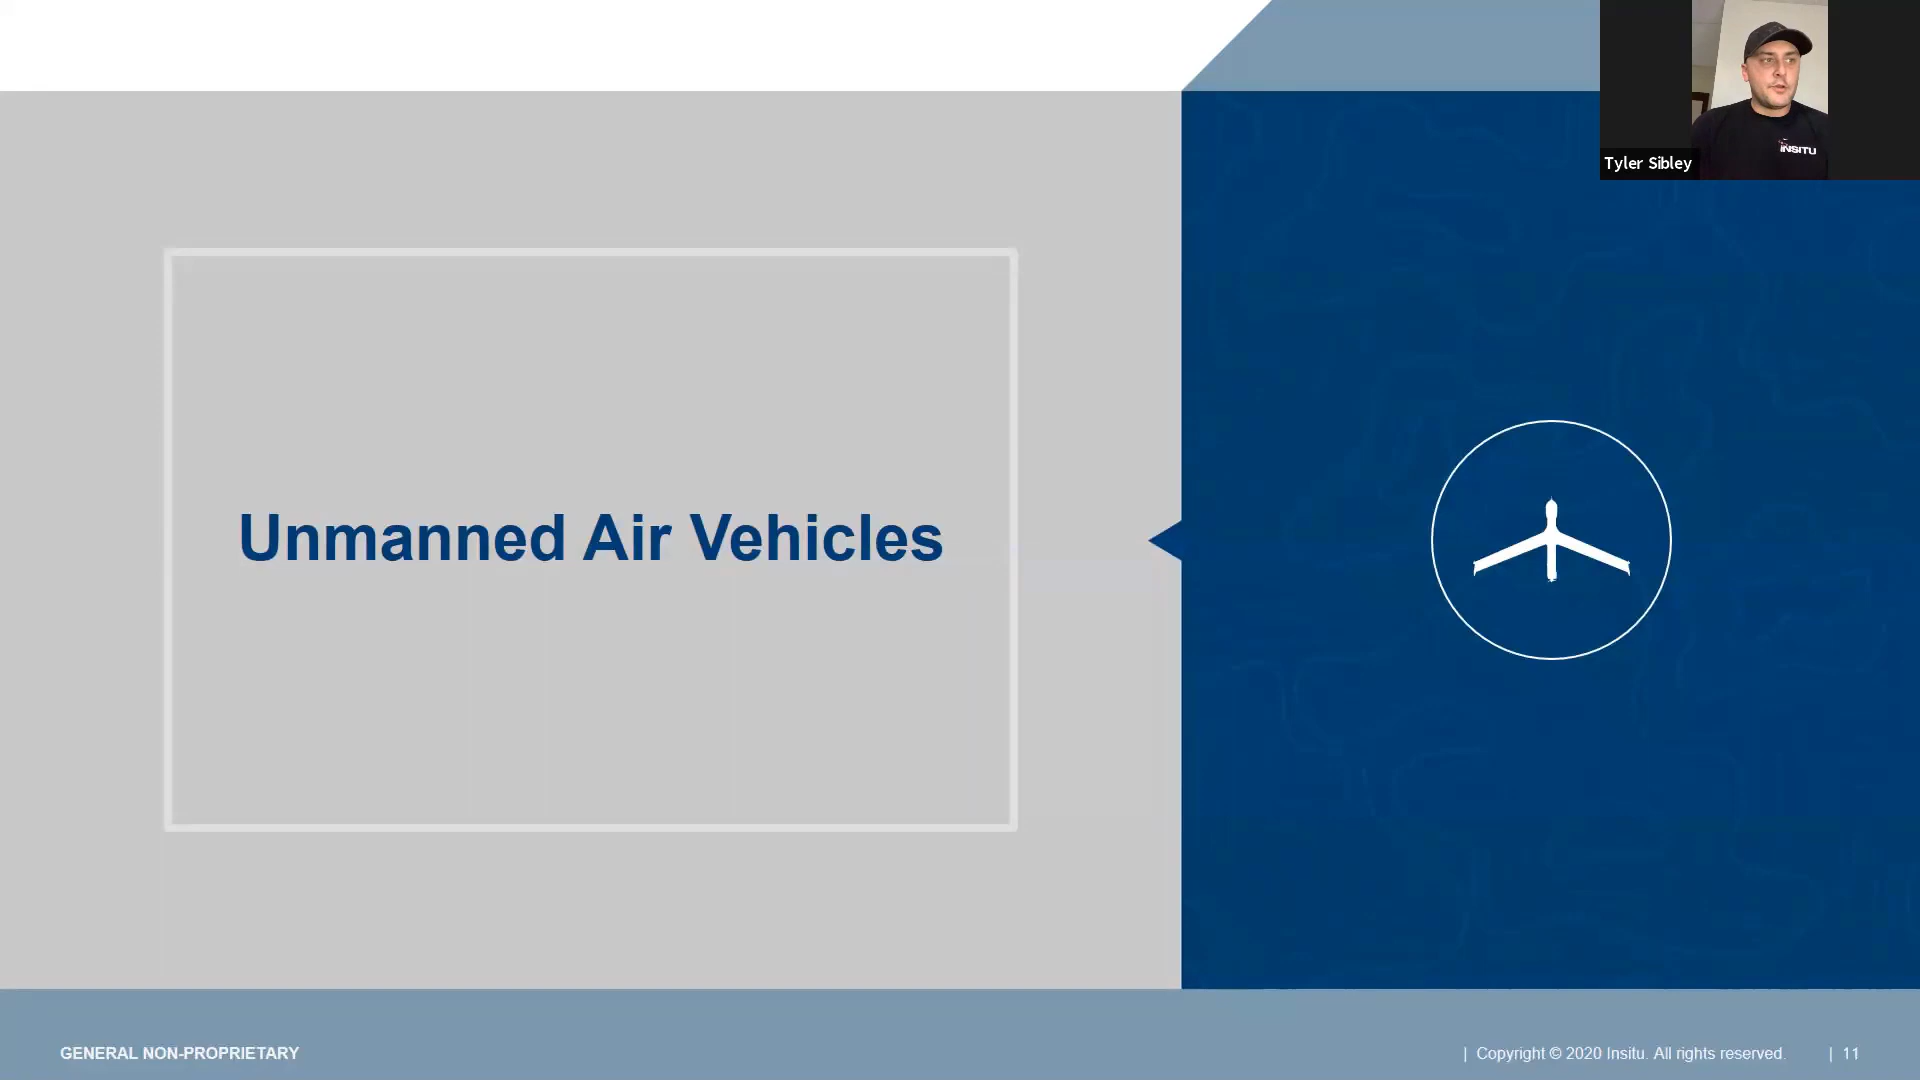 Tyler Sibley
INSITU
Unmanned Air Vehicles
GENERAL NON-PROPRIETARY
| Copyright © 2020 Insitu. All rights reserved. | 11